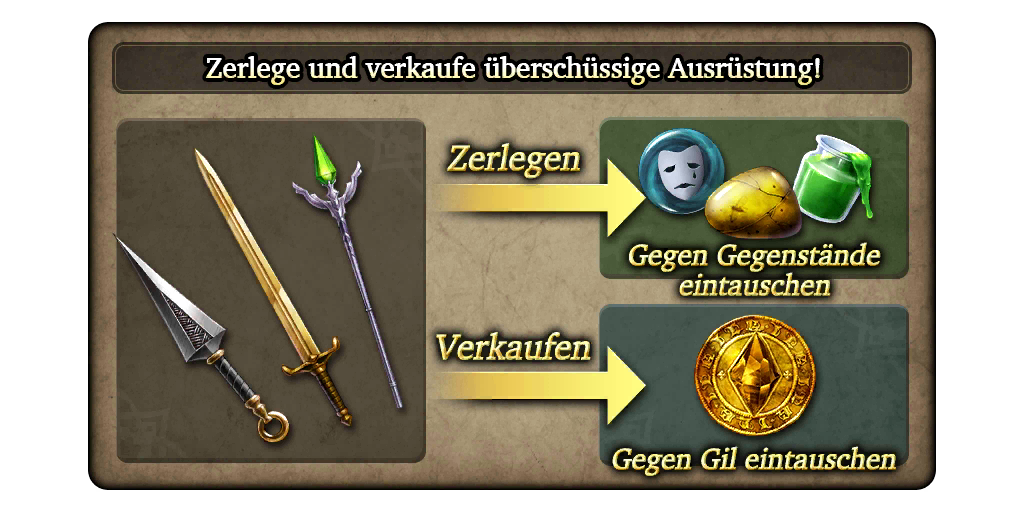 Zerlege und verkaufe überschüssige Ausrüstung!
Zerlegen
Gegen Gegenstände
eintauschen
Verkaufen
Gegen Gil eintauschen